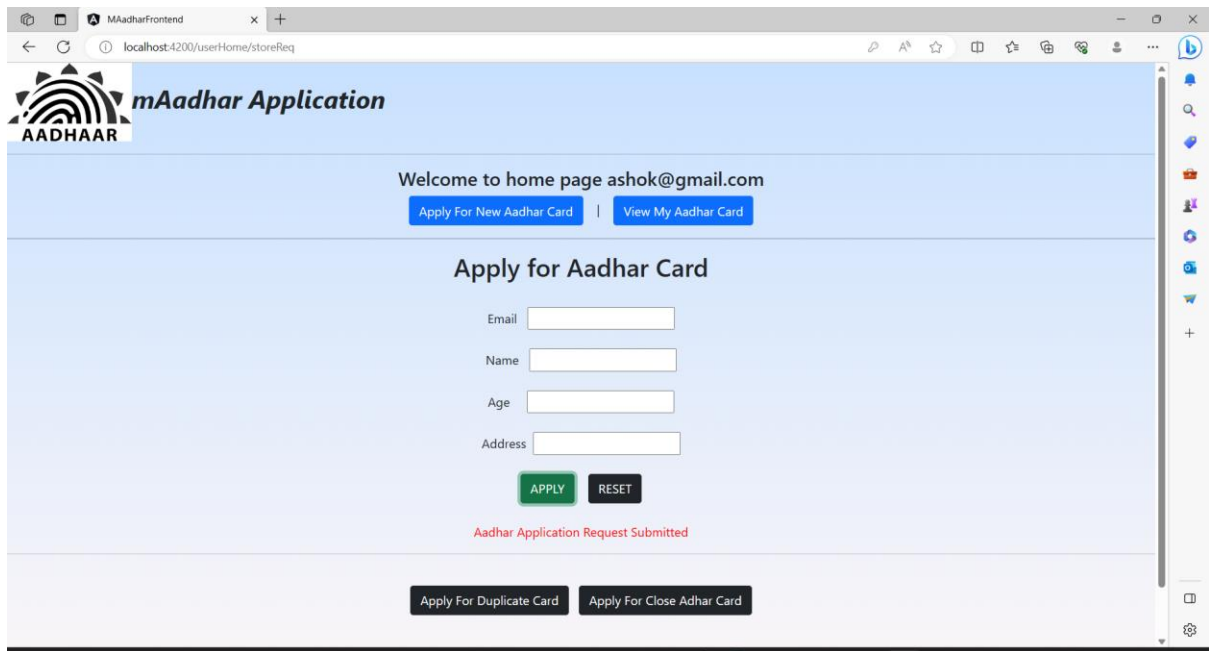 MAadharFrontend
localhost:4200/userHome/storeReq
mAadhar Application
AADHAAR
Welcome to home page ashok@gmail.com
Apply For New Aadhar Card | View My Aadhar Card
Apply for Aadhar Card
Email
Name
Age
Address
APPLY RESET
Aadhar Application Request Submitted
Apply For Duplicate Card Apply For Close Adhar Card